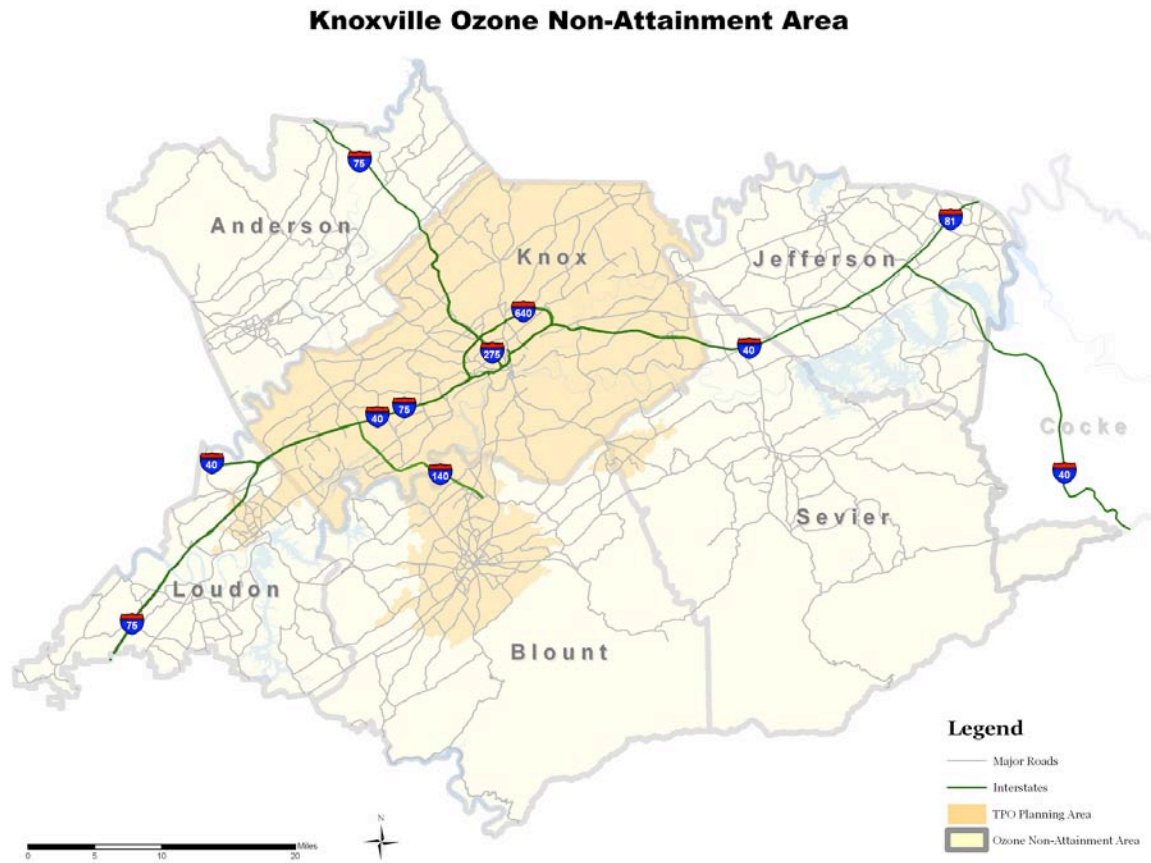 Knoxville Ozone Non-Attainment Area
75
Anderson
81
Knox
Jefferson
640
275
40
40
75
Cocke
40
140
40
Sevier
Loudon
75
Blount
Legend
Major Roads
Interstates
TPO Planning Area
Ozone Non-Attainment Area
N
Miles
0 5 10 20